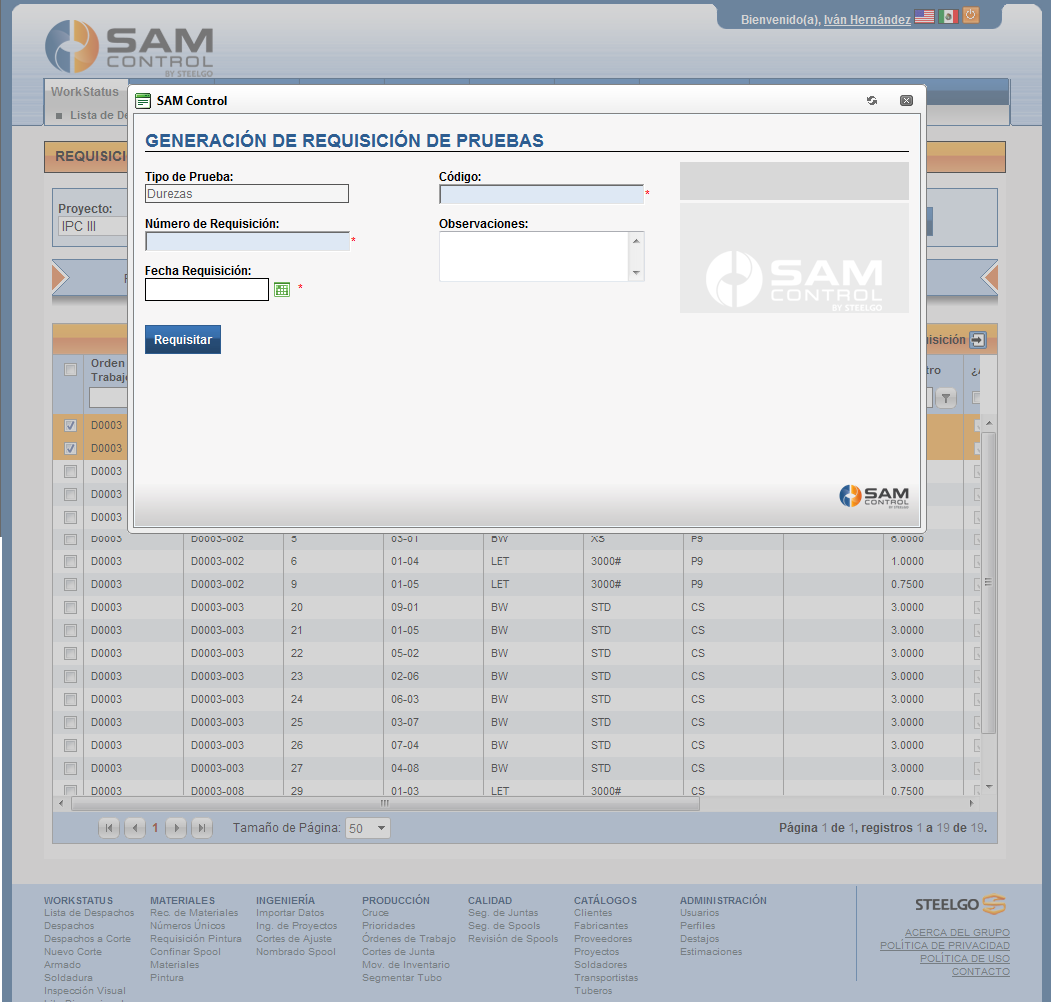 Bienvenido(a), Iván Hernández
SAM
CONTROL
BY STEELGO
WorkStatus
Lista de De
SAM Control
GENERACIÓN DE REQUISICIÓN DE PRUEBAS
REQUISICI
Tipo de Prueba:
Durezas
Código:
*
Proyecto:
IPC III
Número de Requisición:
*
Observaciones:
Fecha Requisición:
*
SAM
CONTROL
BY STEELGO
Requisitar
isición
Orden
Trabajo
tro
D0003
D0003
D0003
D0003
D0003
SAM
CONTROL
BY STEELGO
D0003 D0003-002 5 03-01 BW XS P9 6.0000
D0003 D0003-002 6 01-04 LET 3000# P9 1.0000
D0003 D0003-002 9 01-05 LET 3000# P9 0.7500
D0003 D0003-003 20 09-01 BW STD CS 3.0000
D0003 D0003-003 21 01-05 BW STD CS 3.0000
D0003 D0003-003 22 05-02 BW STD CS 3.0000
D0003 D0003-003 23 02-06 BW STD CS 3.0000
D0003 D0003-003 24 06-03 BW STD CS 3.0000
D0003 D0003-003 25 03-07 BW STD CS 3.0000
D0003 D0003-003 26 07-04 BW STD CS 3.0000
D0003 D0003-003 27 04-08 BW STD CS 3.0000
D0003 D0003-008 29 01-03 LET 3000# CS 0.7500
1 Tamaño de Página: 50 Página 1 de 1, registros 1 a 19 de 19.
WORKSTATUS
Lista de Despachos
Despachos
Despachos a Corte
Nuevo Corte
Armado
Soldadura
Inspección Visual
MATERIALES
Rec. de Materiales
Números Únicos
Requisición Pintura
Confinar Spool
Materiales
Pintura
INGENIERÍA
Importar Datos
Ing. de Proyectos
Cortes de Ajuste
Nombrado Spool
PRODUCCIÓN
Cruce
Prioridades
Órdenes de Trabajo
Cortes de Junta
Mov. de Inventario
Segmentar Tubo
CALIDAD
Seg. de Juntas
Seg. de Spools
Revisión de Spools
CATÁLOGOS
Clientes
Fabricantes
Proveedores
Proyectos
Soldadores
Transportistas
Tuberos
ADMINISTRACIÓN
Usuarios
Perfiles
Destajos
Estimaciones
STEELGO
ACERCA DEL GRUPO
POLÍTICA DE PRIVACIDAD
POLÍTICA DE USO
CONTACTO